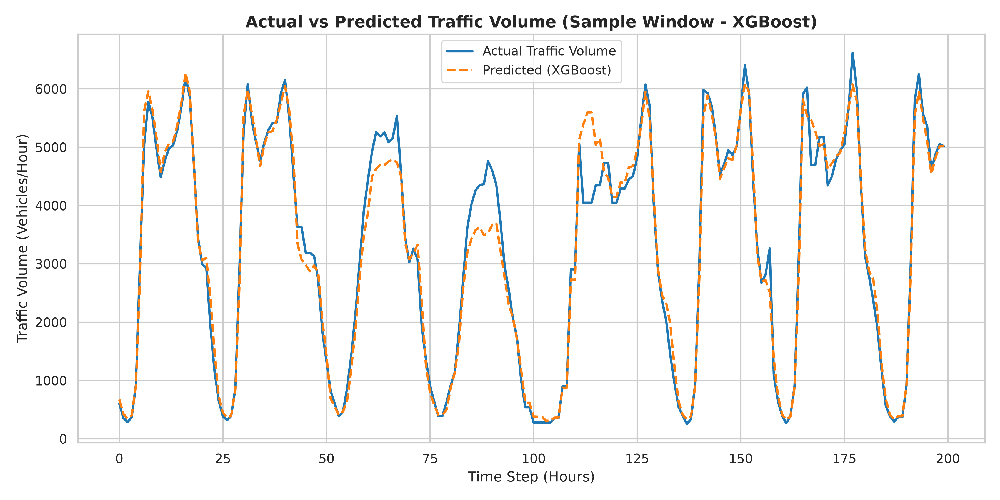 Actual vs Predicted Traffic Volume (Sample Window - XGBoost)
Actual Traffic Volume
Predicted (XGBoost)
Traffic Volume (Vehicles/Hour)
6000
5000
4000
3000
2000
1000
0
0 25 50 75 100 125 150 175 200
Time Step (Hours)